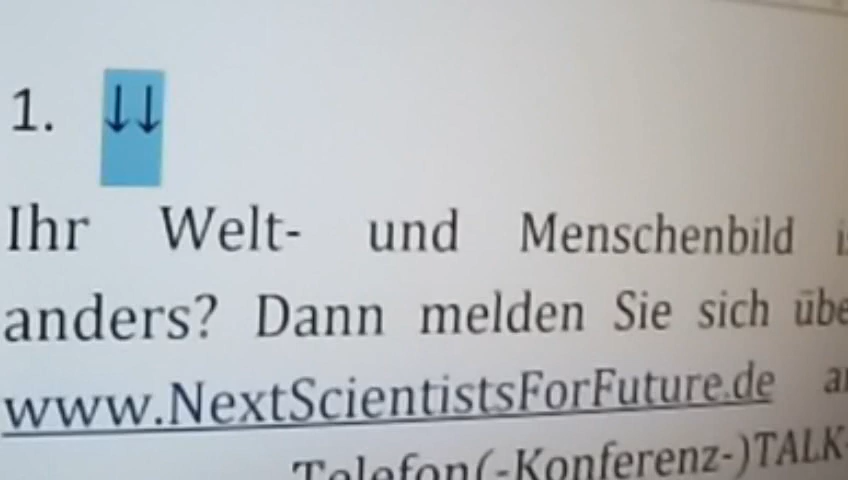 1. ↓↓
Ihr Welt- und Menschenbild
anders? Dann melden Sie sich
www.NextScientistsForFuture.de
Telefon(-Konferenz-)TALK-